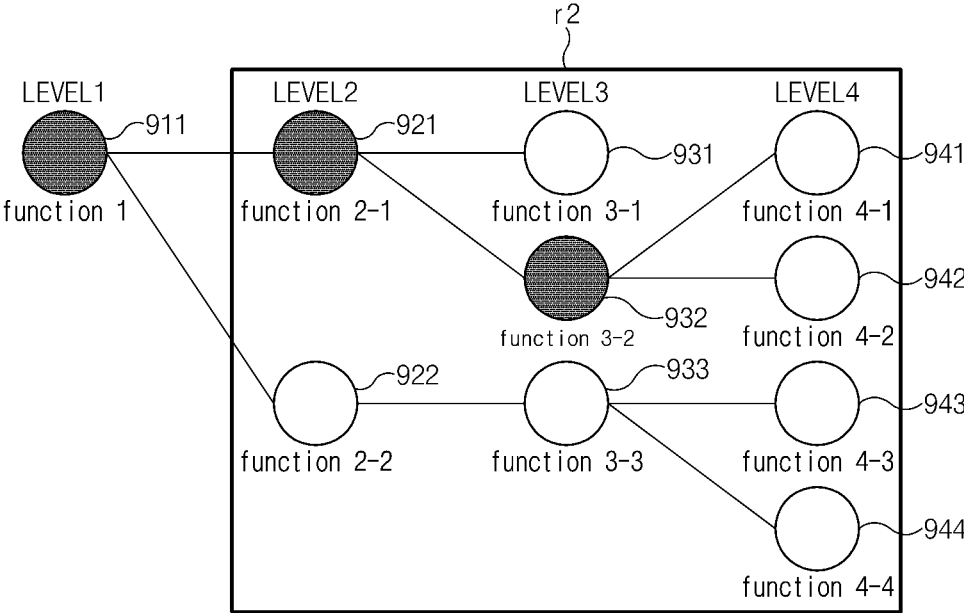 r2
LEVEL1 LEVEL2 LEVEL3 LEVEL4
911 921 931 941
function 1 function 2-1 function 3-1 function 4-1
932 942
function 3-2 function 4-2
922 933 943
function 2-2 function 3-3 function 4-3
944
function 4-4